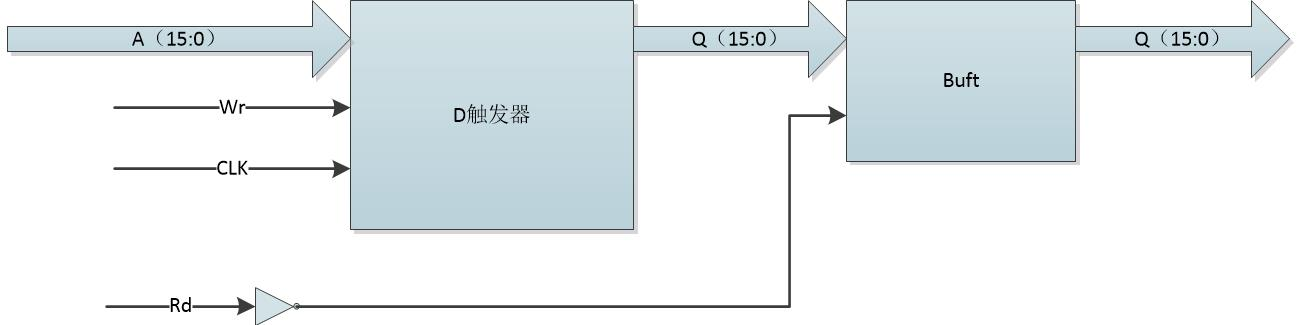 A（15:0）
Q（15:0）
Q（15:0）
Wr
D触发器
Buft
CLK
Rd